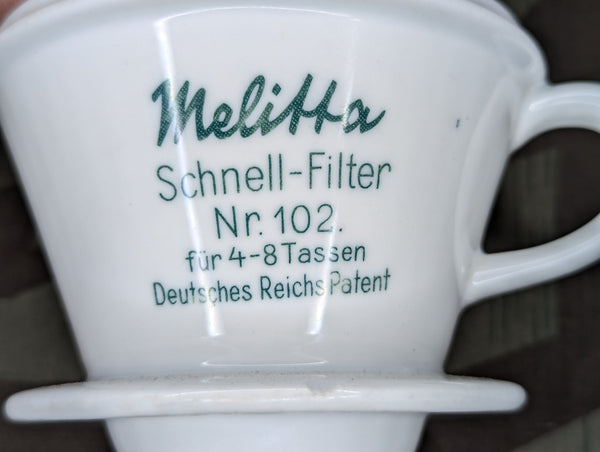 Melitta
Schnell-Filter
Nr. 102.
für 4-8 Tassen
Deutsches Reichs Patent